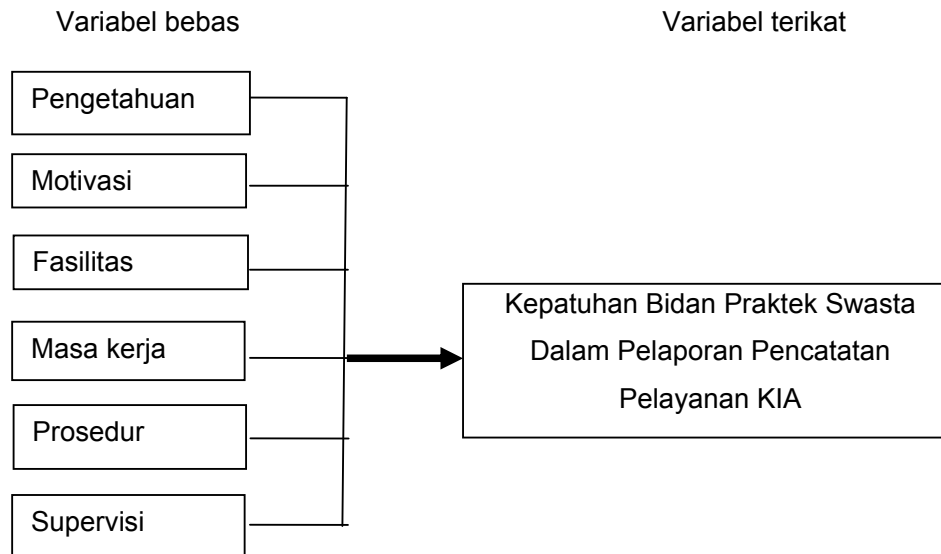 Variabel bebas
Variabel terikat
Pengetahuan
Motivasi
Fasilitas
Masa kerja
Prosedur
Supervisi
Kepatuhan Bidan Praktek Swasta
Dalam Pelaporan Pencatatan
Pelayanan KIA